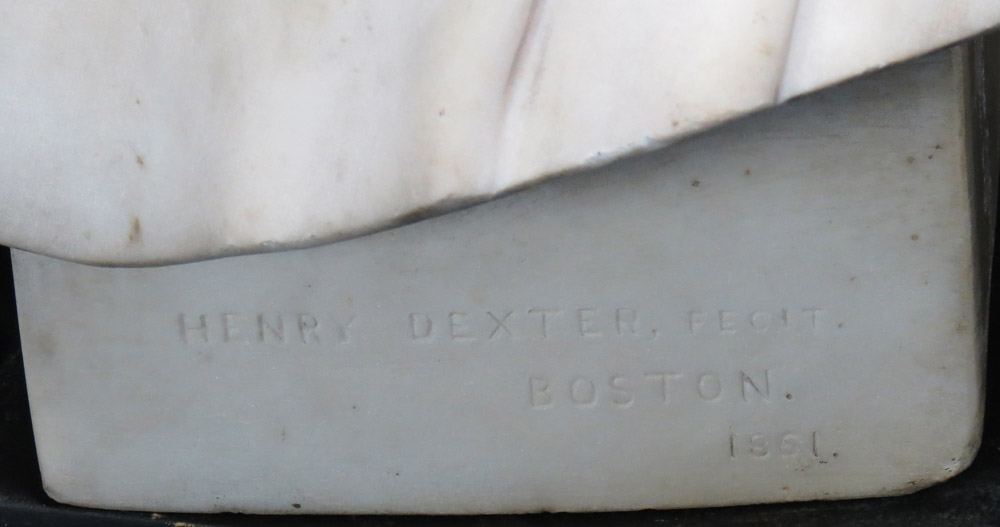 HENRY DEXTER, FECIT.
BOSTON.
1861.